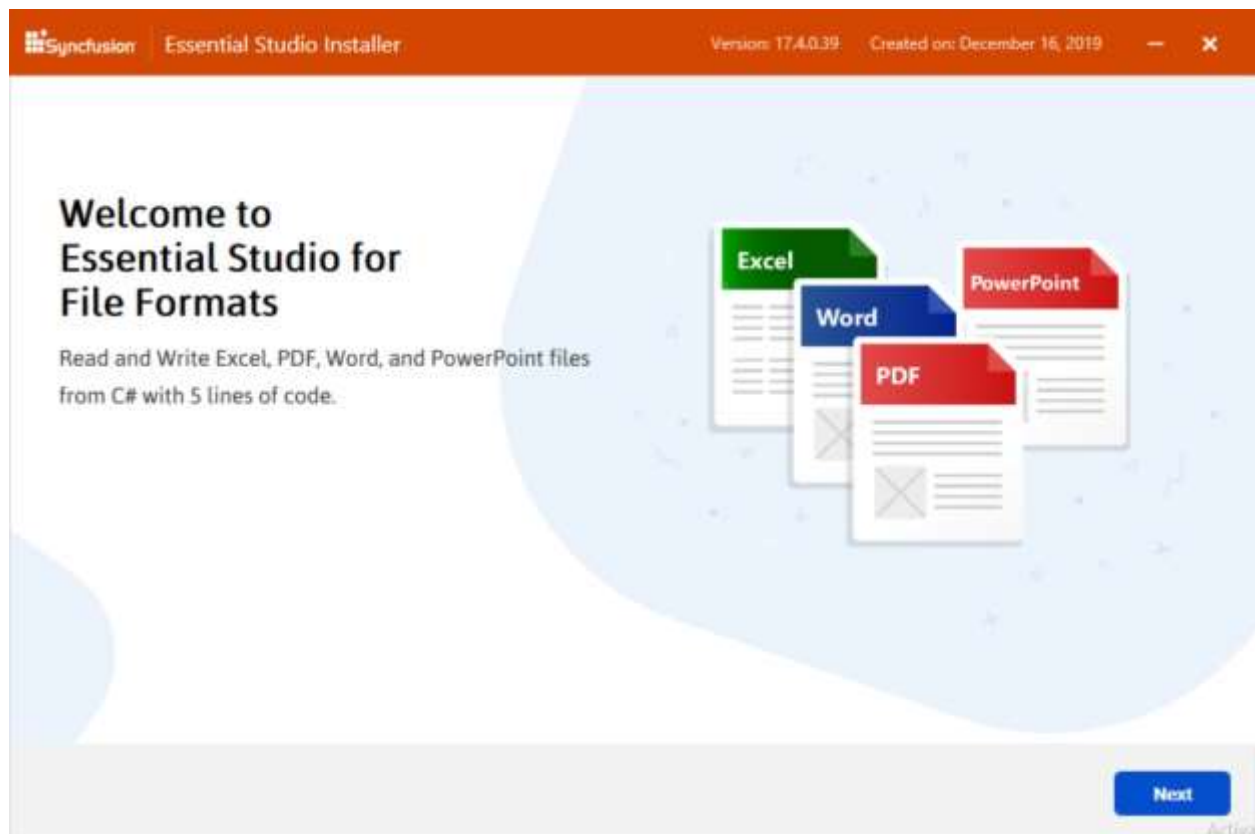 Syncfusion Essential Studio Installer Version: 17.4.0.39 Created on: December 16, 2019
Welcome to
Essential Studio for
File Formats
Read and Write Excel, PDF, Word, and PowerPoint files
from C# with 5 lines of code.
Excel
PowerPoint
Word
PDF
Next